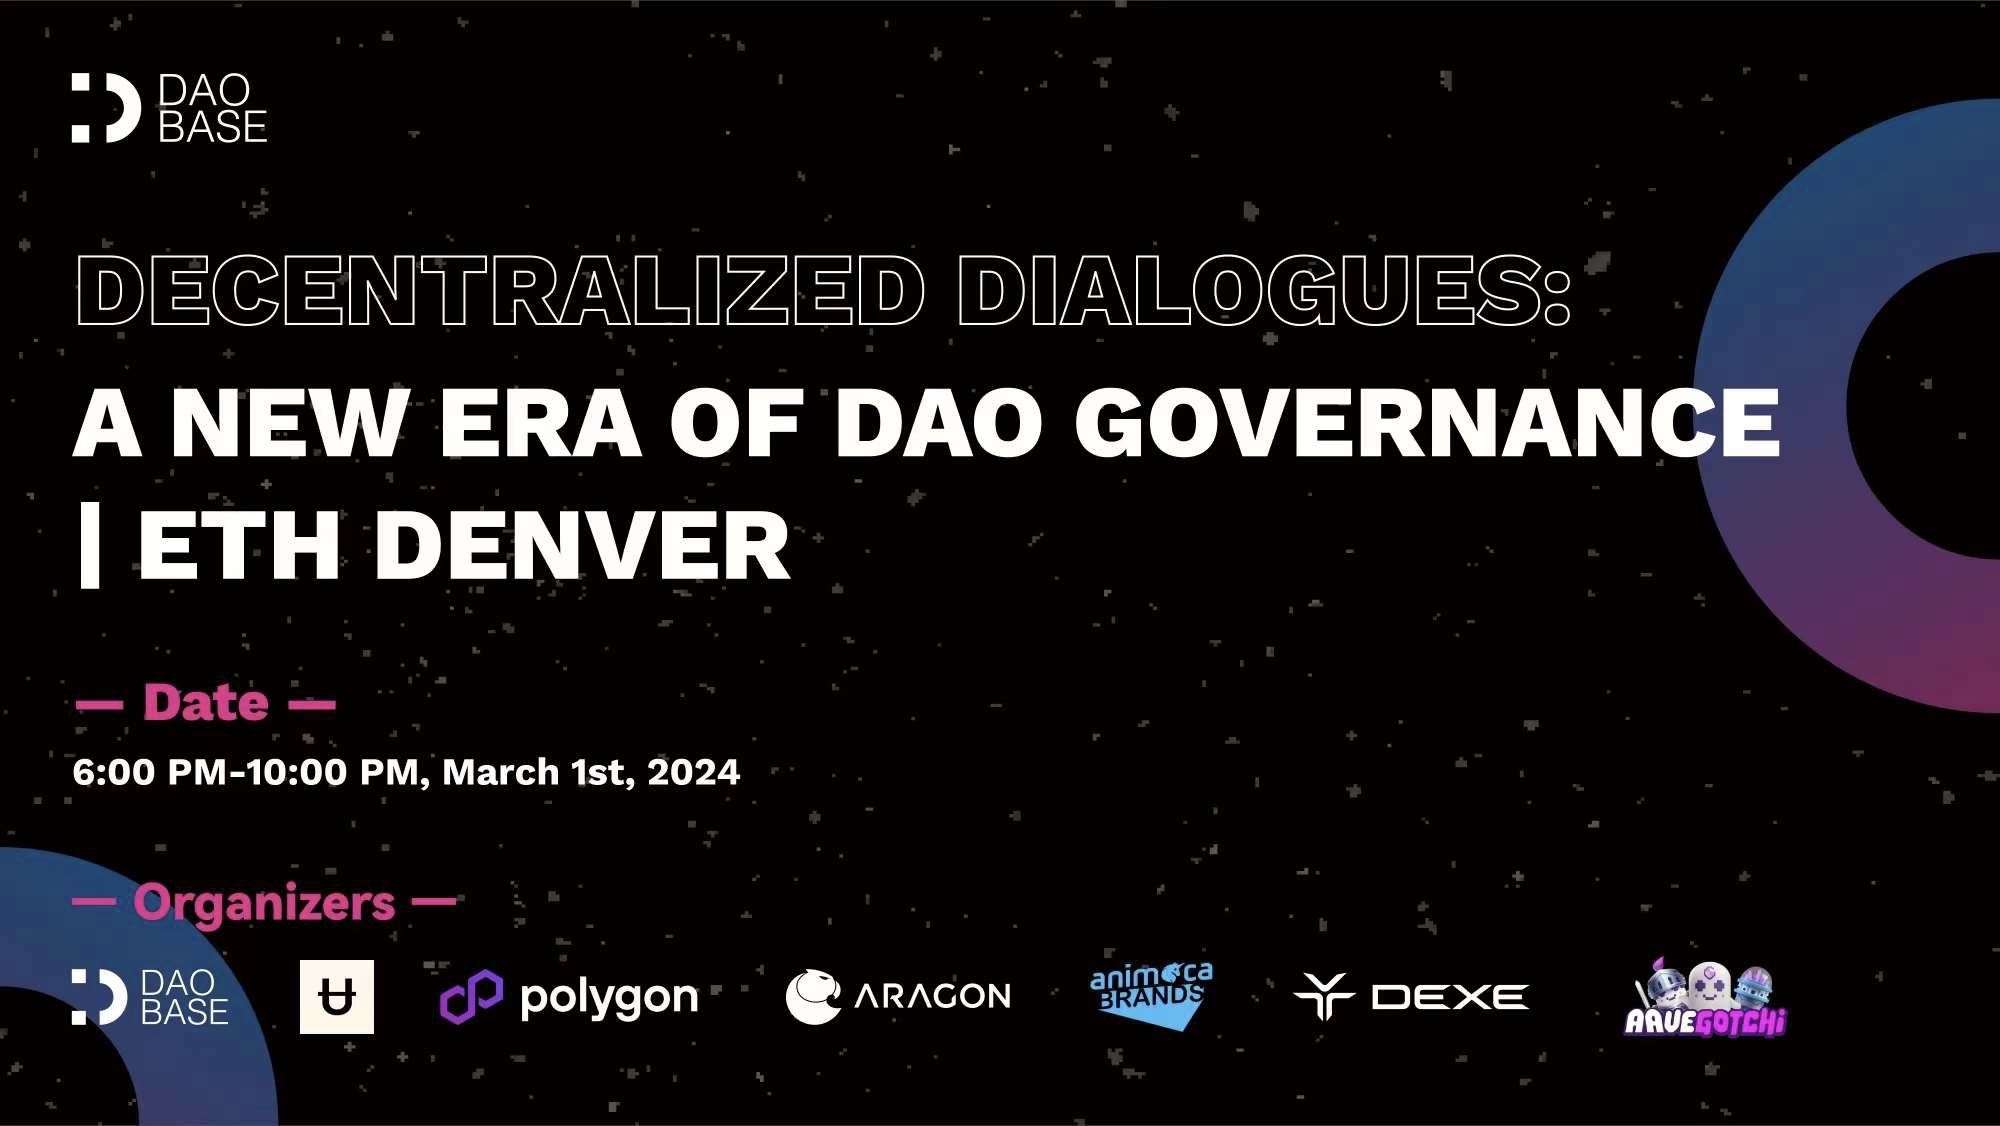 DAO
BASE
DECENTRALIZED DIALOGUES:
A NEW ERA OF DAO GOVERNANCE
| ETH DENVER
— Date —
6:00 PM-10:00 PM, March 1st, 2024
— Organizers —
DAO
BASE
polygon
ARAGON
animoca
BRANDS
DEXE
AAVEGOTCHi